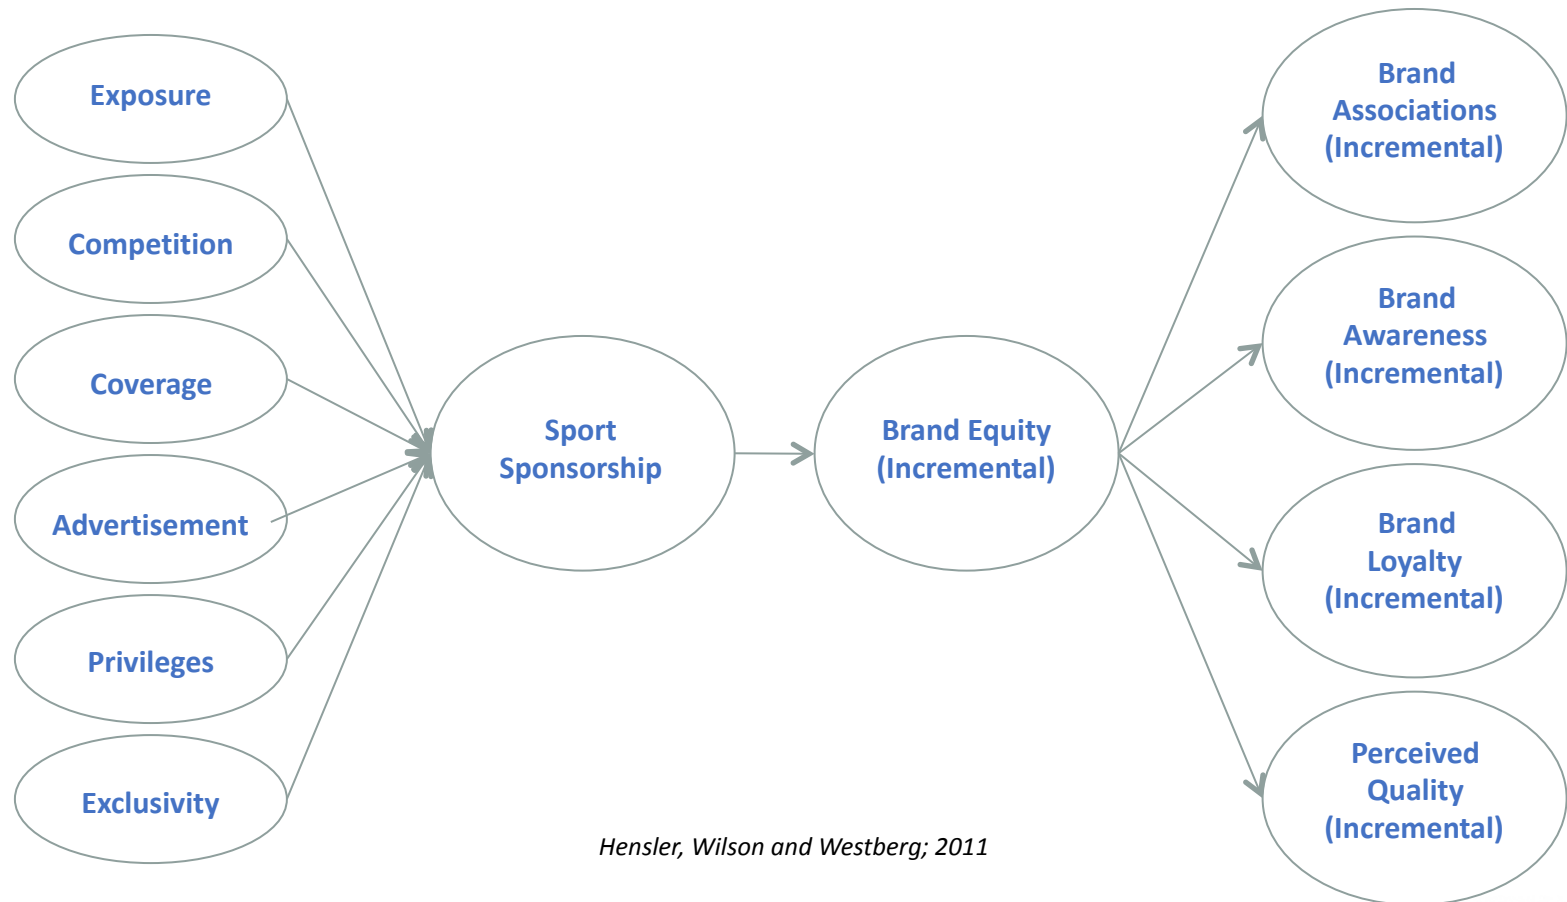 Exposure
Competition
Coverage
Advertisement
Privileges
Exclusivity
Sport
Sponsorship
Brand Equity
(Incremental)
Brand
Associations
(Incremental)
Brand
Awareness
(Incremental)
Brand
Loyalty
(Incremental)
Perceived
Quality
(Incremental)
Hensler, Wilson and Westberg; 2011